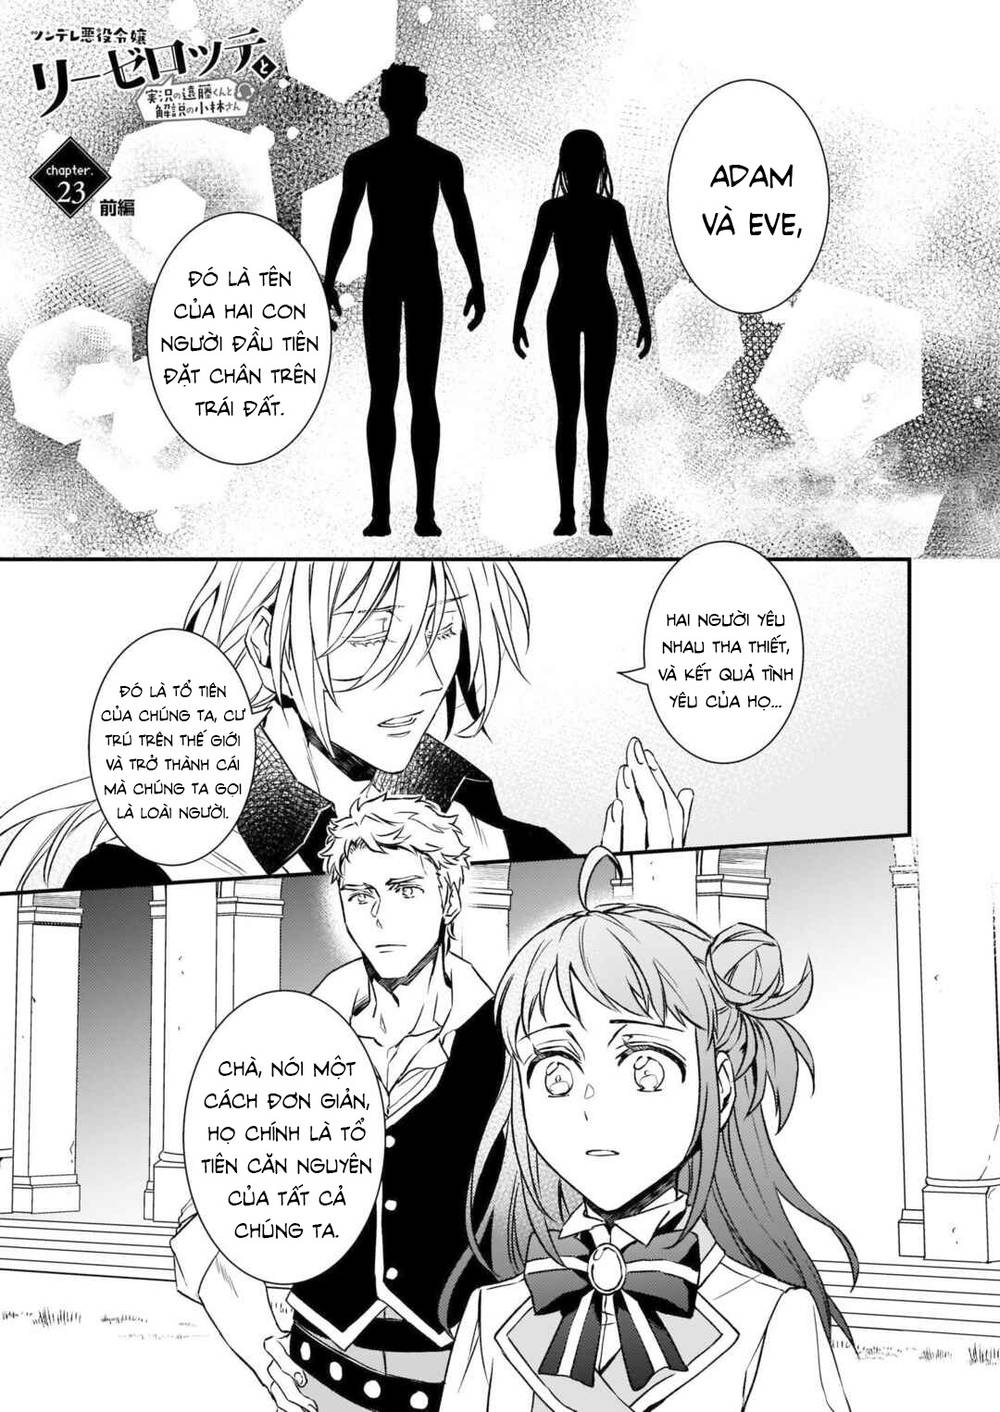 ツンデレ悪役令嬢
リーゼロッテと
実況の遠藤くんと
解説の小林さん
chapter.
23
前編
ADAM
VÀ EVE,
ĐÓ LÀ TÊN
CỦA HAI CON
NGƯỜI ĐẦU TIÊN
ĐẶT CHÂN TRÊN
TRÁI ĐẤT.
HAI NGƯỜI YÊU
NHAU THA THIẾT,
VÀ KẾT QUẢ TÌNH
YÊU CỦA HỌ...
ĐÓ LÀ TỔ TIÊN
CỦA CHÚNG TA, CƯ
TRÚ TRÊN THẾ GIỚI
VÀ TRỞ THÀNH CÁI
MÀ CHÚNG TA GỌI
LÀ LOÀI NGƯỜI.
CHÀ, NÓI MỘT
CÁCH ĐƠN GIẢN,
HỌ CHÍNH LÀ TỔ
TIÊN CĂN NGUYÊN
CỦA TẤT CẢ
CHÚNG TA.